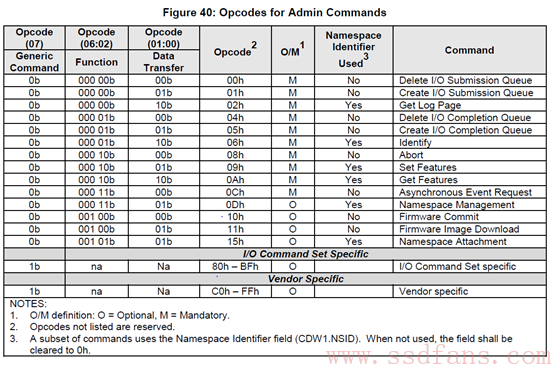 Figure 40: Opcodes for Admin Commands
Opcode (07) Opcode (06:02) Opcode (01:00) Opcode2 O/M1 Namespace Identifier Used3 Command
Generic Command Function Data Transfer
0b 000 00b 00b 00h M No Delete I/O Submission Queue
0b 000 00b 01b 01h M No Create I/O Submission Queue
0b 000 00b 10b 02h M Yes Get Log Page
0b 000 01b 00b 04h M No Delete I/O Completion Queue
0b 000 01b 01b 05h M No Create I/O Completion Queue
0b 000 01b 10b 06h M Yes Identify
0b 000 10b 00b 08h M No Abort
0b 000 10b 01b 09h M Yes Set Features
0b 000 10b 10b 0Ah M Yes Get Features
0b 000 11b 00b 0Ch M No Asynchronous Event Request
0b 000 11b 01b 0Dh O Yes Namespace Management
0b 001 00b 00b 10h O No Firmware Commit
0b 001 00b 01b 11h O No Firmware Image Download
0b 001 01b 01b 15h O Yes Namespace Attachment
I/O Command Set Specific
1b na Na 80h – BFh O I/O Command Set specific
Vendor Specific
1b na Na C0h – FFh O Vendor specific
NOTES:
1. O/M definition: O = Optional, M = Mandatory.
2. Opcodes not listed are reserved.
3. A subset of commands uses the Namespace Identifier field (CDW1.NSID). When not used, the field shall be
cleared to 0h.
www.ssdfans.com